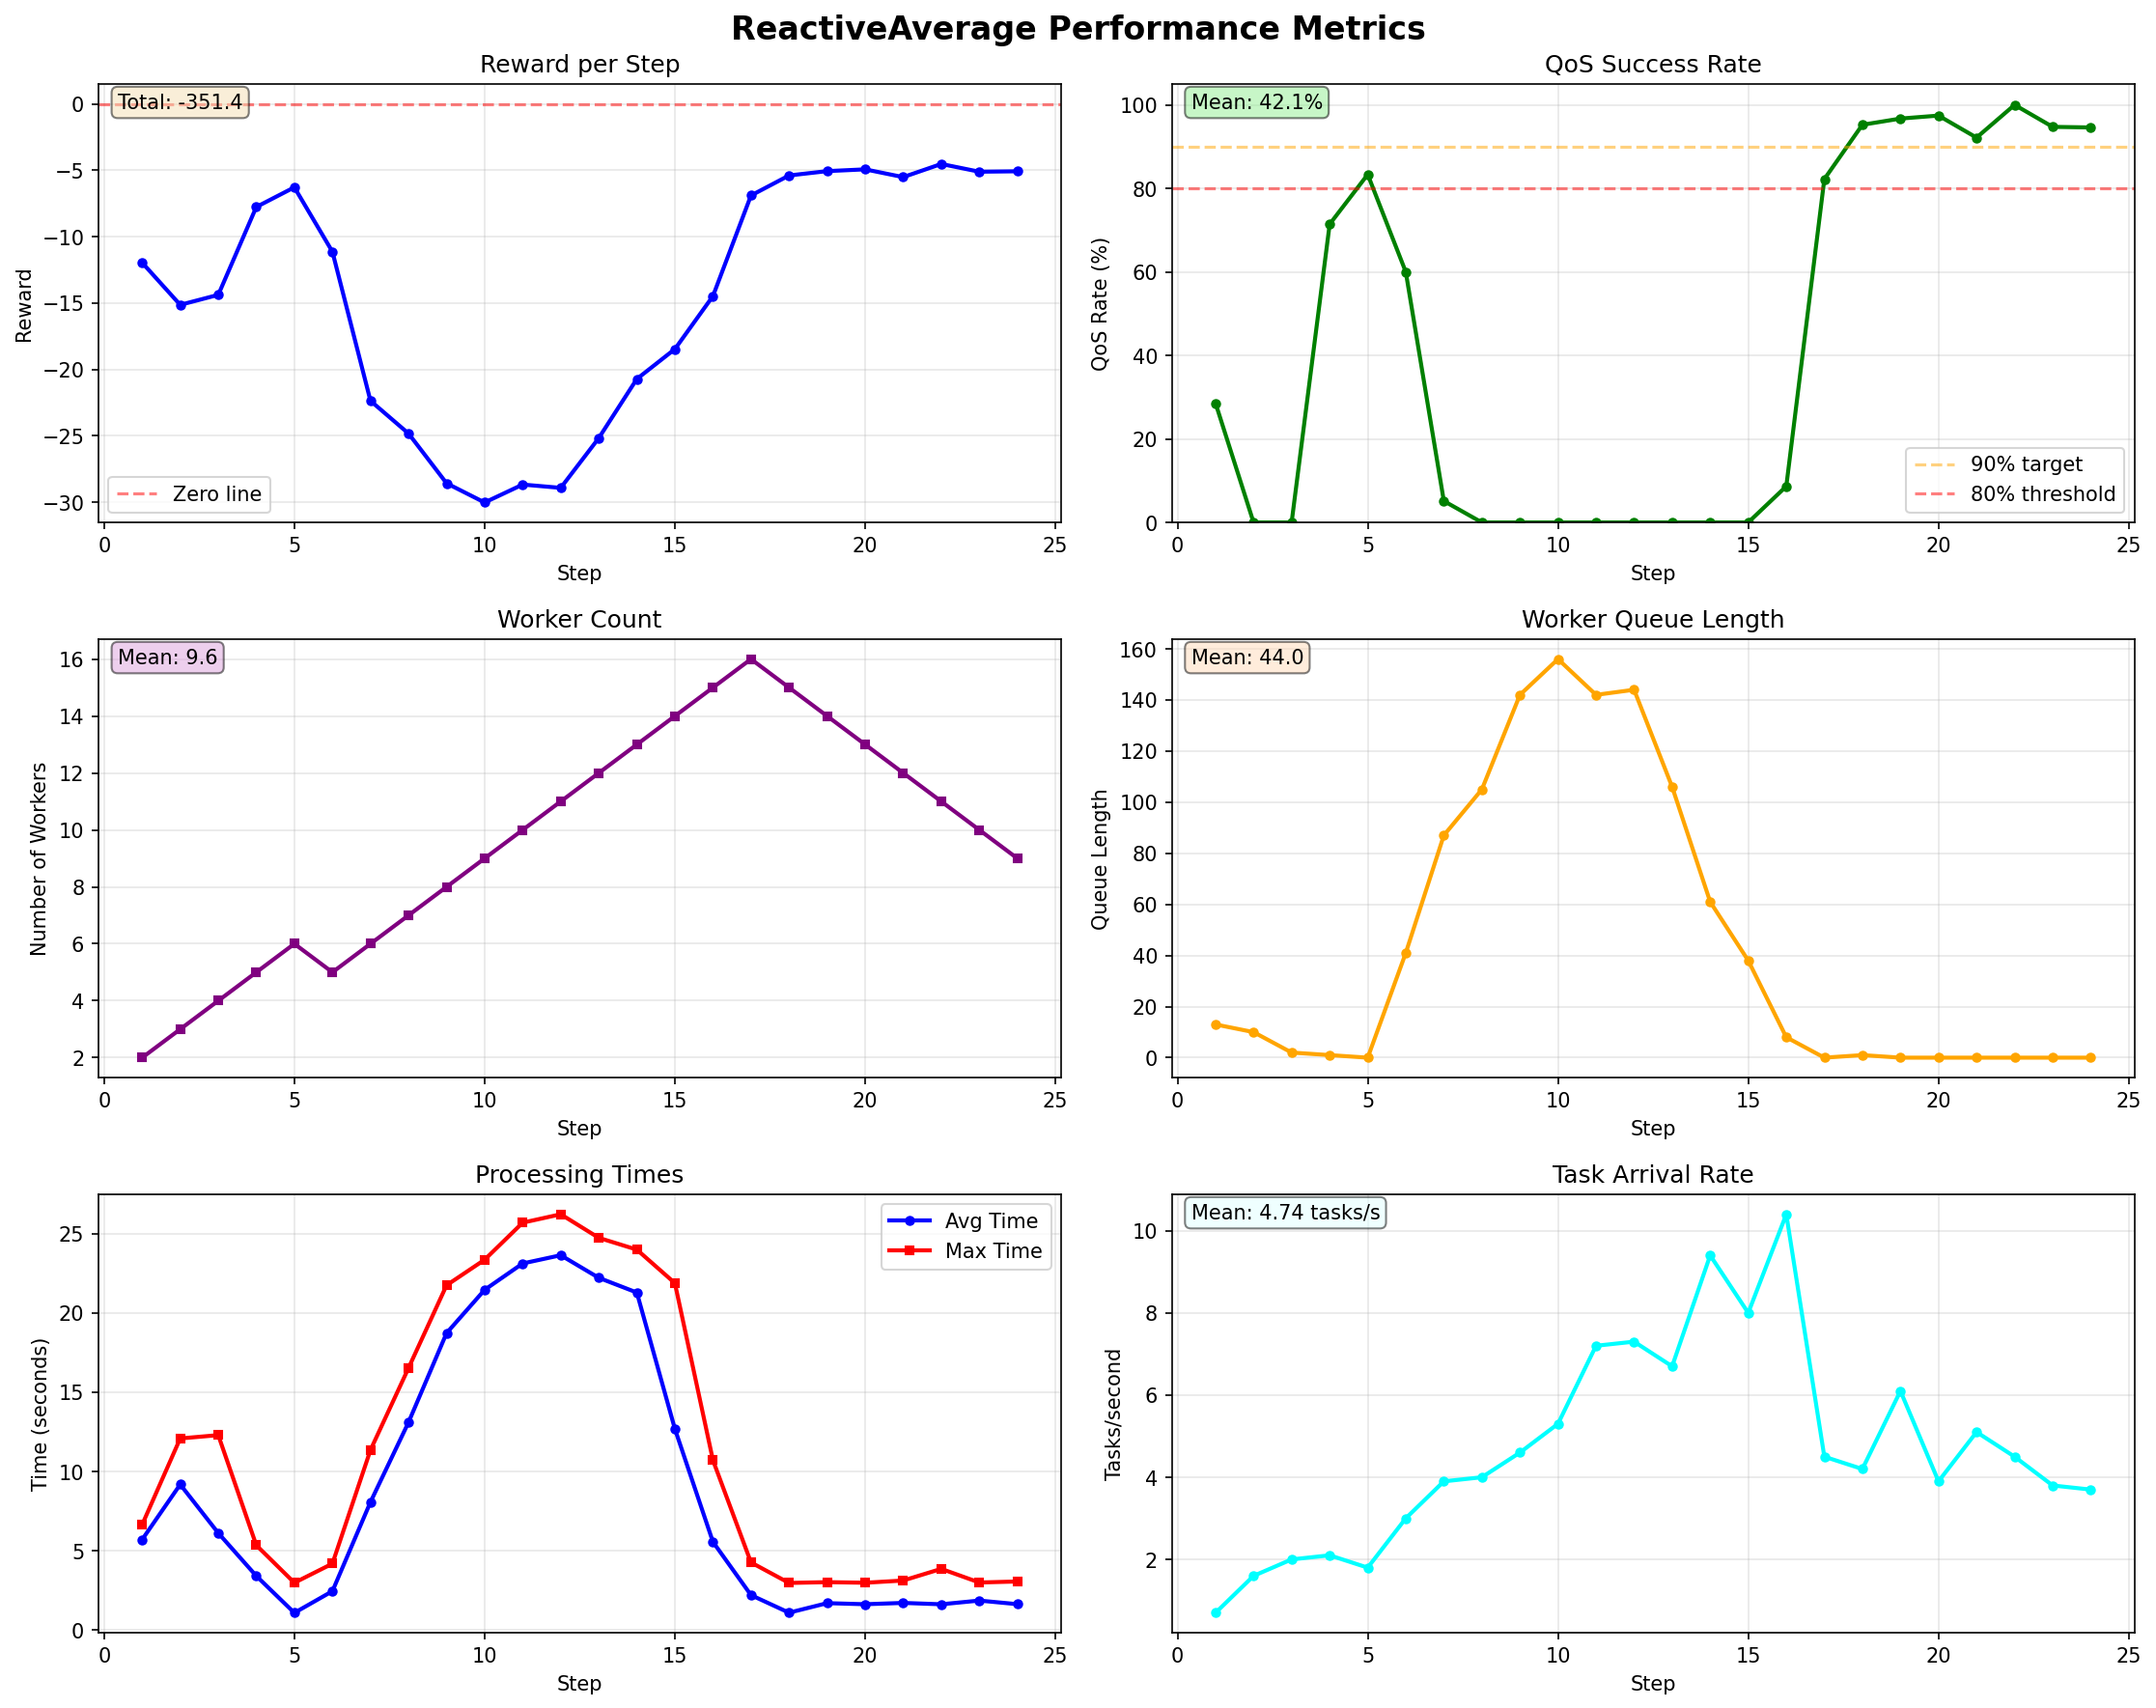 ReactiveAverage Performance Metrics
Reward per Step
Total: -351.4
0
−5
−10
−15
−20
−25
−30
Reward
Zero line
0 5 10 15 20 25
Step
QoS Success Rate
Mean: 42.1%
100
80
60
40
20
0
QoS Rate (%)
90% target
80% threshold
0 5 10 15 20 25
Step
Worker Count
Mean: 9.6
16
14
12
10
8
6
4
2
Number of Workers
0 5 10 15 20 25
Step
Worker Queue Length
Mean: 44.0
160
140
120
100
80
60
40
20
0
Queue Length
0 5 10 15 20 25
Step
Processing Times
Avg Time
Max Time
25
20
15
10
5
0
Time (seconds)
0 5 10 15 20 25
Step
Task Arrival Rate
Mean: 4.74 tasks/s
10
8
6
4
2
Tasks/second
0 5 10 15 20 25
Step